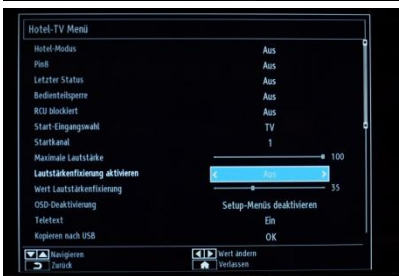 Hotel-TV Menü
Hotel-Modus Aus
Pin8 Aus
Letzter Status Aus
Bedienteilsperre Aus
RCU blockiert Aus
Start-Eingangswahl TV
Startkanal 1
Maximale Lautstärke 100
Lautstärkenfixierung aktivieren Aus
Wert Lautstärkenfixierung 35
OSD-Deaktivierung Setup-Menüs deaktivieren
Teletext Ein
Kopieren nach USB OK
Navigieren Wert ändern
Zurück Verlassen